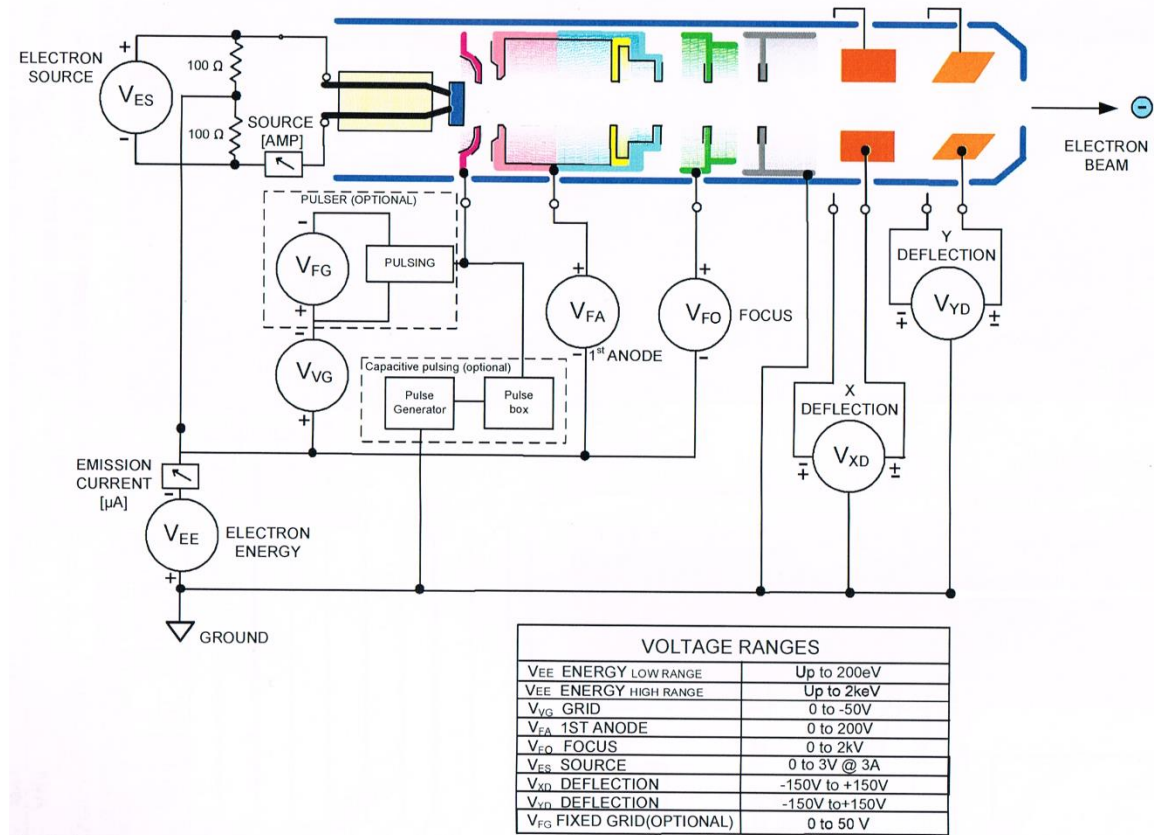 ELECTRON
SOURCE
+
VES
−
100 Ω
100 Ω
SOURCE
[AMP]
−
ELECTRON
BEAM
PULSER (OPTIONAL)
−
VFG
+
PULSING
−
VVG
+
Capacitive pulsing (optional)
Pulse
Generator
Pulse
box
+
VFA
−
1st ANODE
+
VFO
−
FOCUS
X
DEFLECTION
∓
VXD
±
Y
DEFLECTION
∓
VYD
±
EMISSION
CURRENT
[µA]
−
VEE
+
ELECTRON
ENERGY
GROUND
VOLTAGE RANGES
VEE ENERGY LOW RANGE Up to 200eV
VEE ENERGY HIGH RANGE Up to 2keV
VVG GRID 0 to -50V
VFA 1ST ANODE 0 to 200V
VFO FOCUS 0 to 2kV
VES SOURCE 0 to 3V @ 3A
VXD DEFLECTION -150V to +150V
VYD DEFLECTION -150V to+150V
VFG FIXED GRID(OPTIONAL) 0 to 50 V